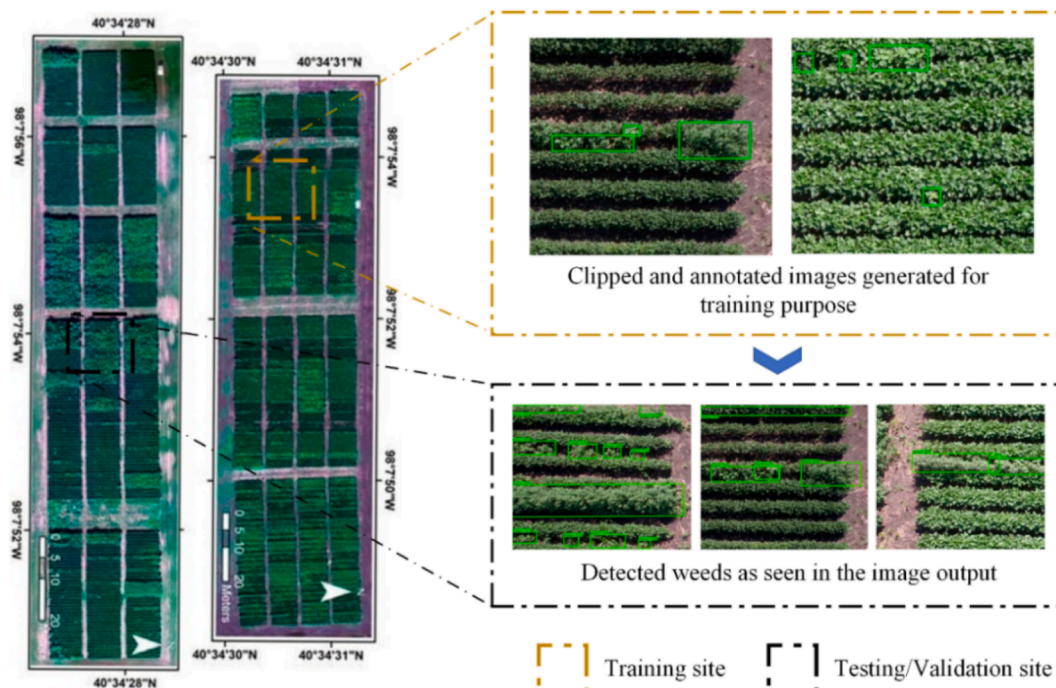 40°34'28"N
40°34'30"N
40°34'31"N
98°7'56"W
98°7'54"W
98°7'52"W
0 5 10 20
40°34'28"N
98°7'54"W
98°7'52"W
98°7'50"W
0 5 10 20
Meters
40°34'30"N
40°34'31"N
Clipped and annotated images generated for
training purpose
Detected weeds as seen in the image output
Training site
Testing/Validation site